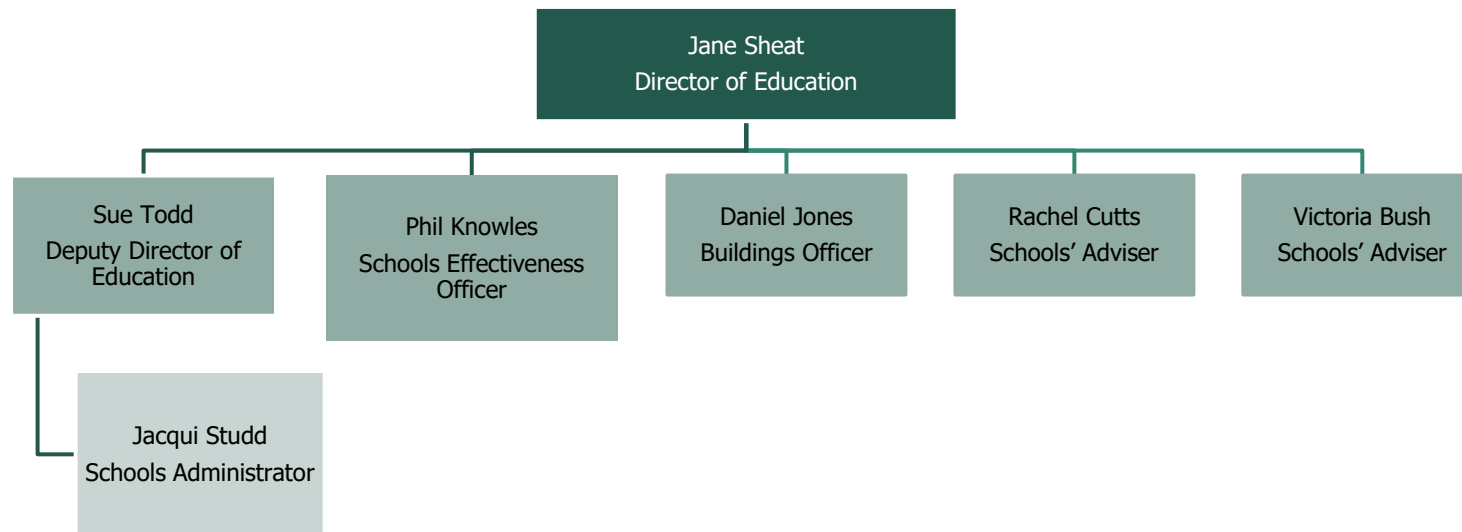 Jane Sheat
Director of Education
Sue Todd
Deputy Director of
Education
Phil Knowles
Schools Effectiveness
Officer
Daniel Jones
Buildings Officer
Rachel Cutts
Schools’ Adviser
Victoria Bush
Schools’ Adviser
Jacqui Studd
Schools Administrator